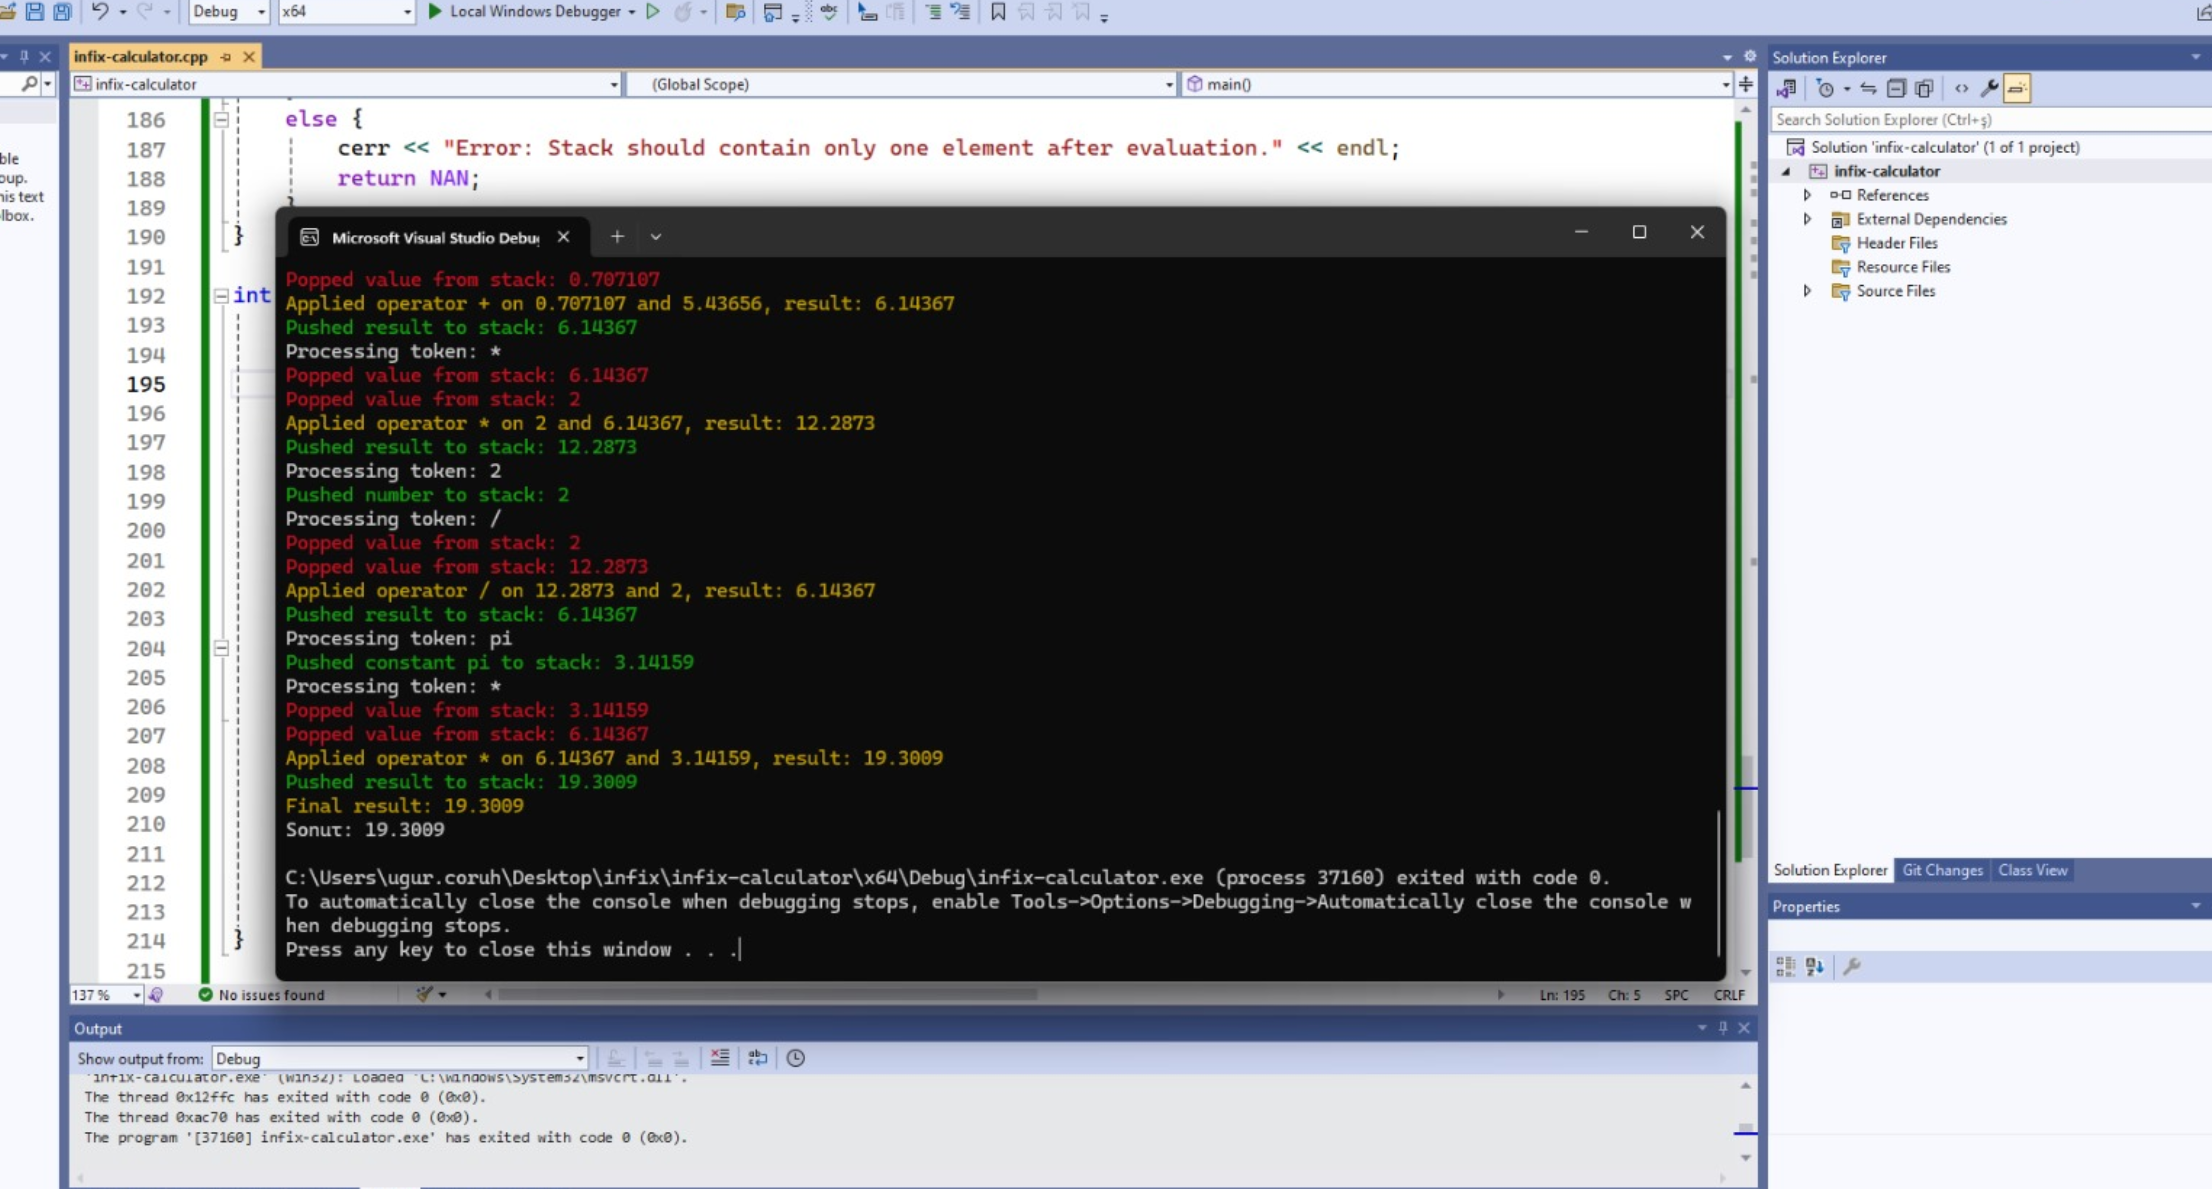 Debug
x64
Local Windows Debugger
infix-calculator.cpp
infix-calculator
(Global Scope)
main()
186 else {
187 cerr << "Error: Stack should contain only one element after evaluation." << endl;
188 return NAN;
189
190 }
191
192 int
193
194
195
196
197
198
199
200
201
202
203
204
205
206
207
208
209
210
211
212
213
214 }
215
his text
lbox.
Microsoft Visual Studio Debu
Popped value from stack: 0.707107
Applied operator + on 0.707107 and 5.43656, result: 6.14367
Pushed result to stack: 6.14367
Processing token: *
Popped value from stack: 6.14367
Popped value from stack: 2
Applied operator * on 2 and 6.14367, result: 12.2873
Pushed result to stack: 12.2873
Processing token: 2
Pushed number to stack: 2
Processing token: /
Popped value from stack: 2
Popped value from stack: 12.2873
Applied operator / on 12.2873 and 2, result: 6.14367
Pushed result to stack: 6.14367
Processing token: pi
Pushed constant pi to stack: 3.14159
Processing token: *
Popped value from stack: 3.14159
Popped value from stack: 6.14367
Applied operator * on 6.14367 and 3.14159, result: 19.3009
Pushed result to stack: 19.3009
Final result: 19.3009
Sonuτ: 19.3009
C:\Users\ugur.coruh\Desktop\infix\infix-calculator\x64\Debug\infix-calculator.exe (process 37160) exited with code 0.
To automatically close the console when debugging stops, enable Tools->Options->Debugging->Automatically close the console w
hen debugging stops.
Press any key to close this window . . .
137 %
No issues found
Ln: 195 Ch: 5 SPC CRLF
Output
Show output from: Debug
'infix-calculator.exe' (Win32): Loaded 'C:\Windows\System32\msvcrt.dll'.
The thread 0x12ffc has exited with code 0 (0x0).
The thread 0xac70 has exited with code 0 (0x0).
The program '[37160] infix-calculator.exe' has exited with code 0 (0x0).
Solution Explorer
Search Solution Explorer (Ctrl+ş)
Solution 'infix-calculator' (1 of 1 project)
infix-calculator
References
External Dependencies
Header Files
Resource Files
Source Files
Solution Explorer Git Changes Class View
Properties